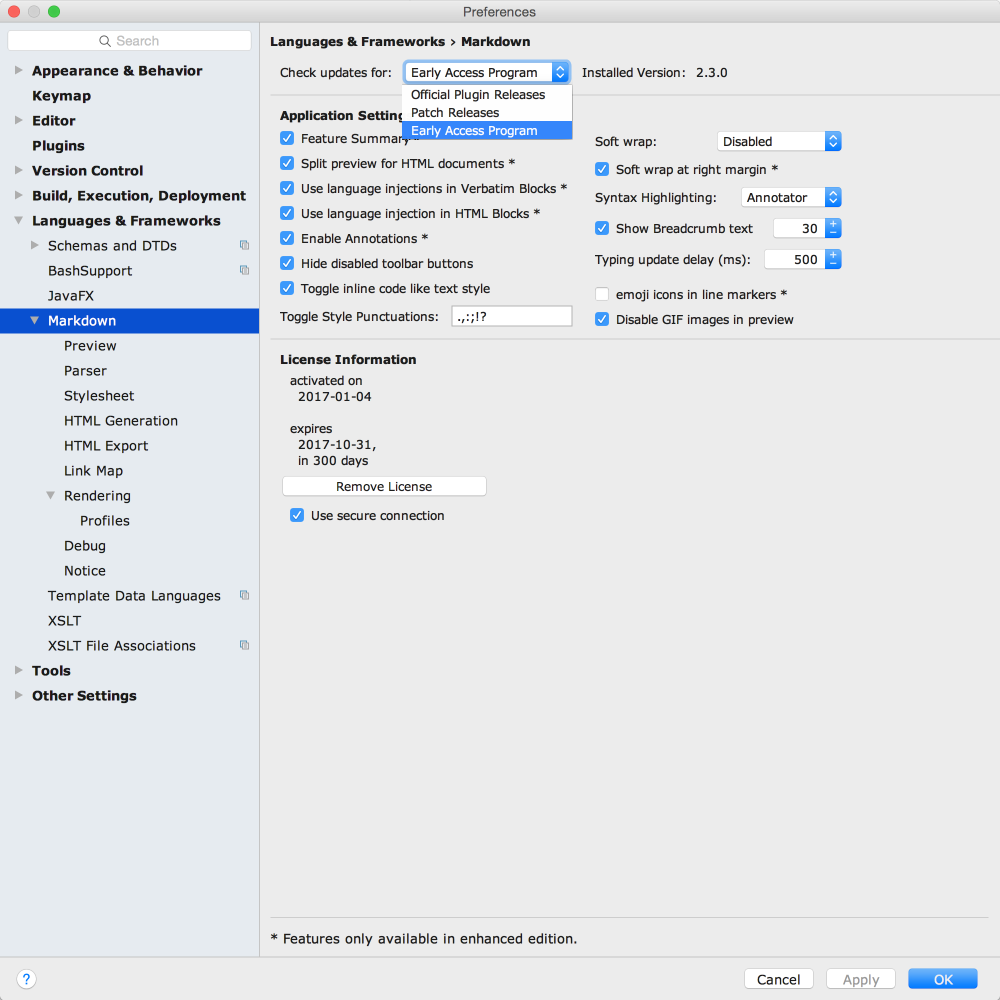 Preferences
Search
Appearance & Behavior
Keymap
Editor
Plugins
Version Control
Build, Execution, Deployment
Languages & Frameworks
Schemas and DTDs
BashSupport
JavaFX
Markdown
Preview
Parser
Stylesheet
HTML Generation
HTML Export
Link Map
Rendering
Profiles
Debug
Notice
Template Data Languages
XSLT
XSLT File Associations
Tools
Other Settings
Languages & Frameworks › Markdown
Check updates for: Early Access Program Installed Version: 2.3.0
Official Plugin Releases
Patch Releases
Early Access Program
Application Setting
Feature Summary
Split preview for HTML documents *
Use language injections in Verbatim Blocks *
Use language injection in HTML Blocks *
Enable Annotations *
Hide disabled toolbar buttons
Toggle inline code like text style
Toggle Style Punctuations: .,:;!?
Soft wrap: Disabled
Soft wrap at right margin *
Syntax Highlighting: Annotator
Show Breadcrumb text 30
Typing update delay (ms): 500
emoji icons in line markers *
Disable GIF images in preview
License Information
activated on
2017-01-04
expires
2017-10-31,
in 300 days
Remove License
Use secure connection
* Features only available in enhanced edition.
? Cancel Apply OK